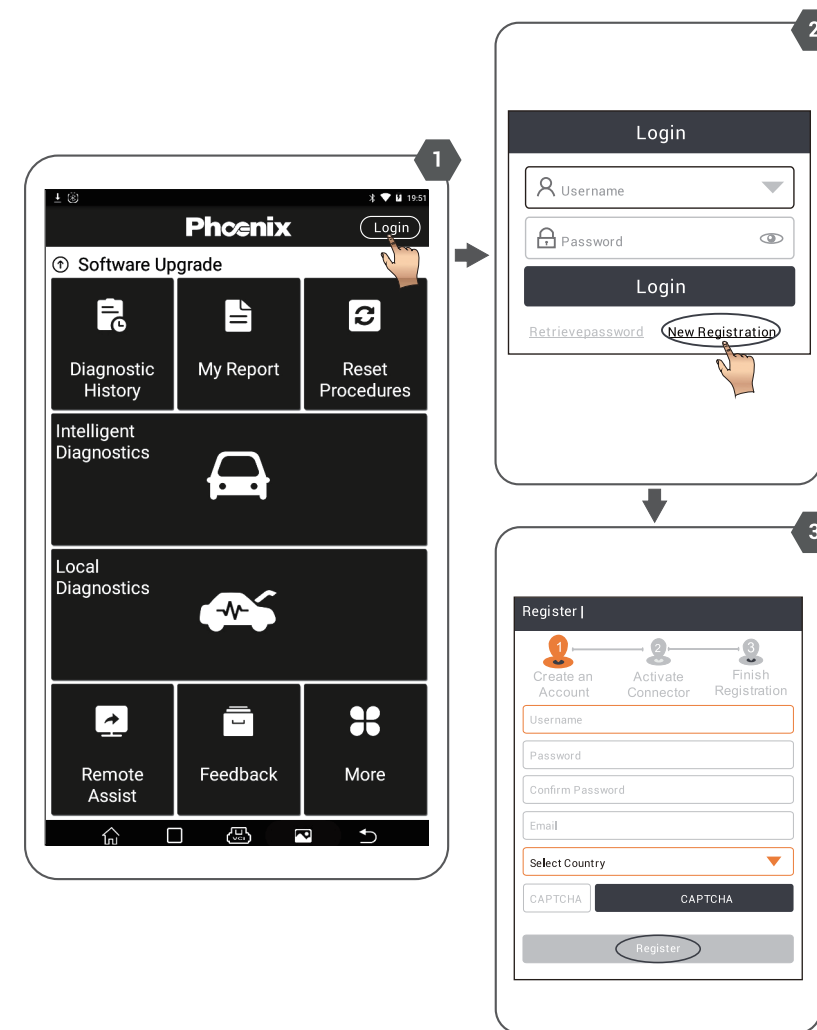 1
19:51
Phoenix
Login
Software Upgrade
Diagnostic
History
My Report
Reset
Procedures
Intelligent
Diagnostics
Local
Diagnostics
Remote
Assist
Feedback
More
VCI
2
Login
Username
Password
Login
Retrievepassword
New Registration
3
Register |
1
2
3
Create an
Account
Activate
Connector
Finish
Registration
Username
Password
Confirm Password
Email
Select Country
CAPTCHA
CAPTCHA
Register